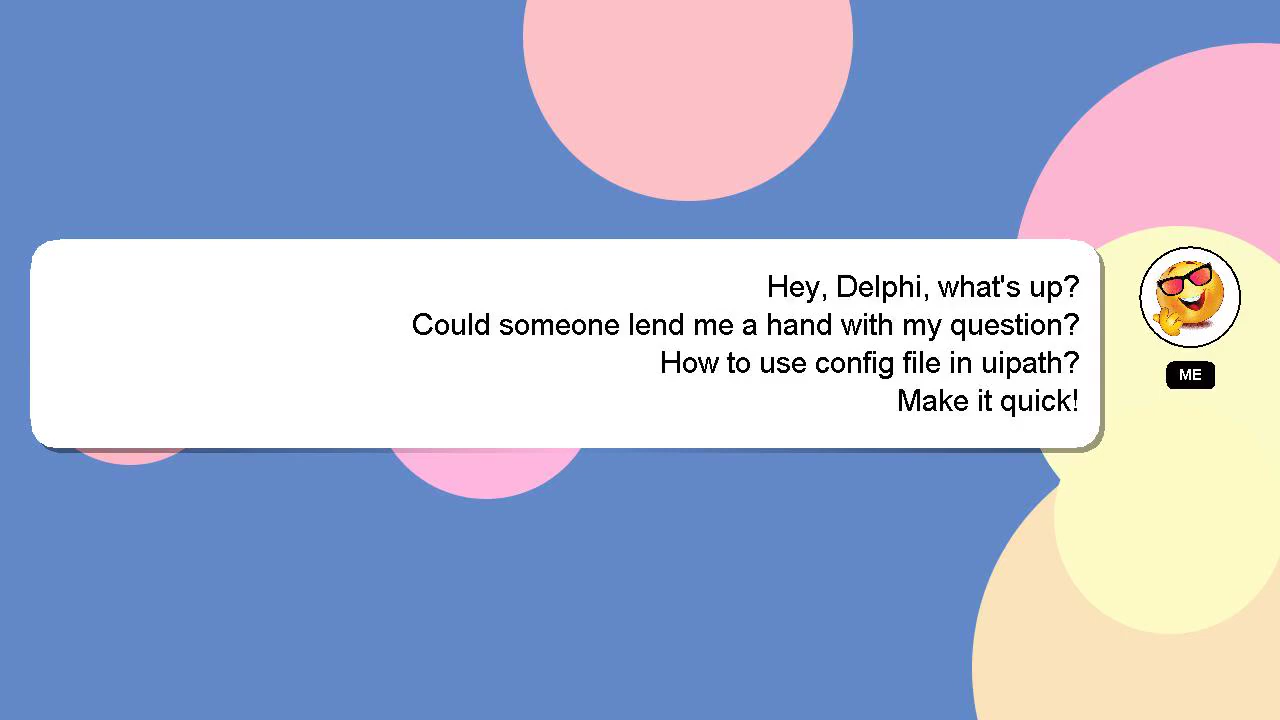 Hey, Delphi, what's up?
Could someone lend me a hand with my question?
How to use config file in uipath?
Make it quick!
ME